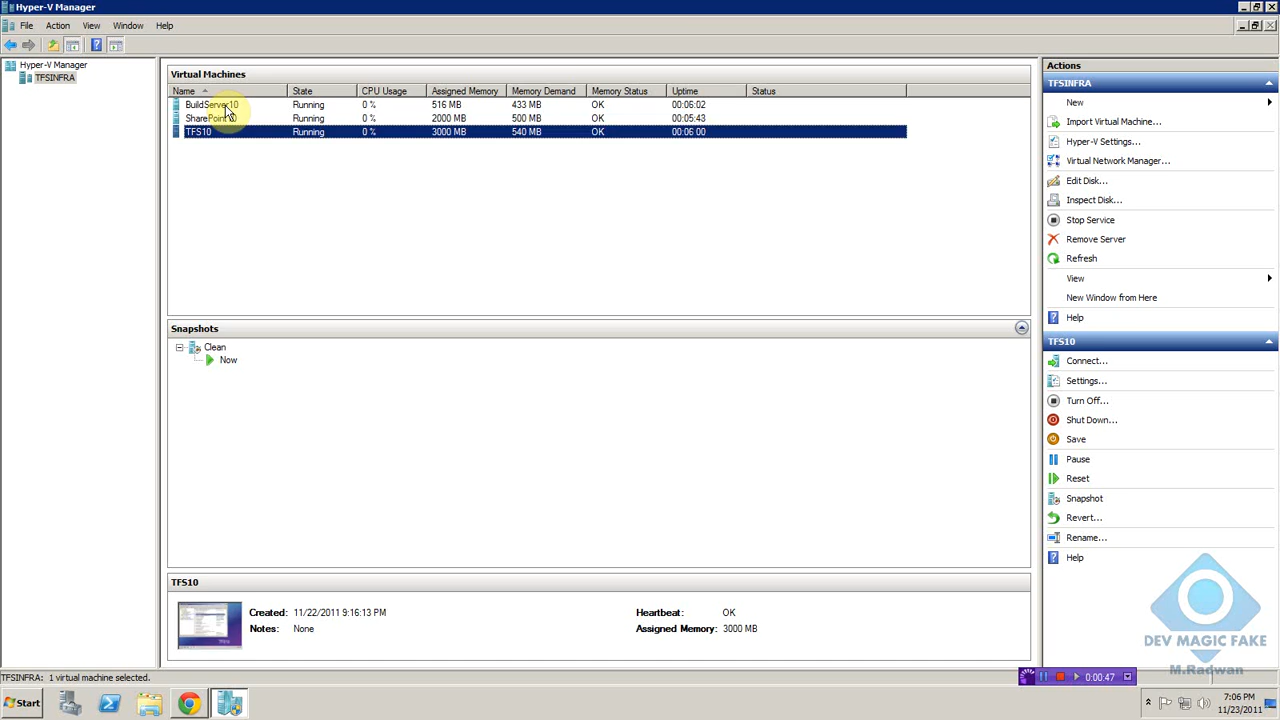 Hyper-V Manager
File Action View Window Help
Hyper-V Manager
TFSINFRA
Virtual Machines
Name State CPU Usage Assigned Memory Memory Demand Memory Status Uptime Status
BuildServer10 Running 0 % 516 MB 433 MB OK 00:06:02
SharePoint10 Running 0 % 2000 MB 500 MB OK 00:05:43
TFS10 Running 0 % 3000 MB 540 MB OK 00:06:00
Snapshots
Clean
Now
TFS10
Created: 11/22/2011 9:16:13 PM Heartbeat: OK
Notes: None Assigned Memory: 3000 MB
Actions
TFSINFRA
New
Import Virtual Machine...
Hyper-V Settings...
Virtual Network Manager...
Edit Disk...
Inspect Disk...
Stop Service
Remove Server
Refresh
View
New Window from Here
Help
TFS10
Connect...
Settings...
Turn Off...
Shut Down...
Save
Pause
Reset
Snapshot
Revert...
Rename...
Help
DEV MAGIC FAKE
M.Radwan
TFSINFRA: 1 virtual machine selected.
0:00:47
Start
7:06 PM
11/23/2011